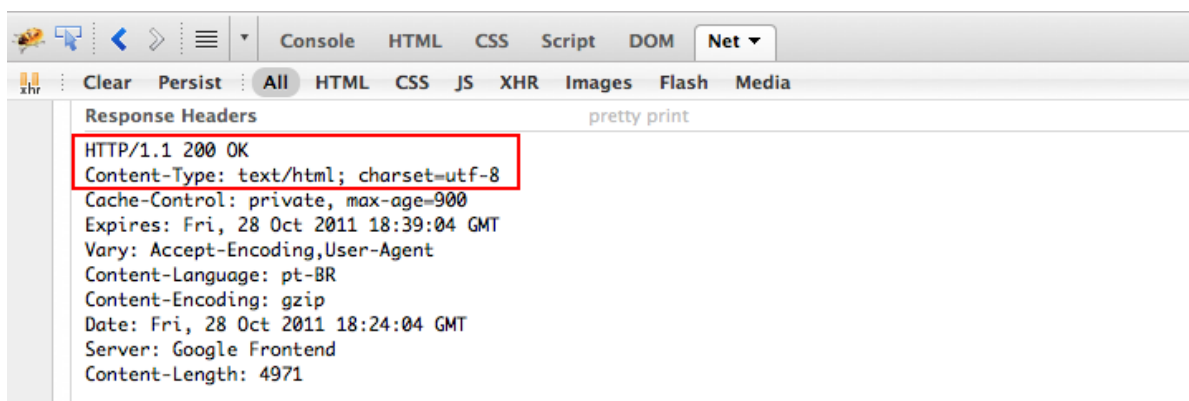 Console HTML CSS Script DOM Net
xhr Clear Persist All HTML CSS JS XHR Images Flash Media
Response Headers pretty print
HTTP/1.1 200 OK
Content-Type: text/html; charset=utf-8
Cache-Control: private, max-age=900
Expires: Fri, 28 Oct 2011 18:39:04 GMT
Vary: Accept-Encoding,User-Agent
Content-Language: pt-BR
Content-Encoding: gzip
Date: Fri, 28 Oct 2011 18:24:04 GMT
Server: Google Frontend
Content-Length: 4971